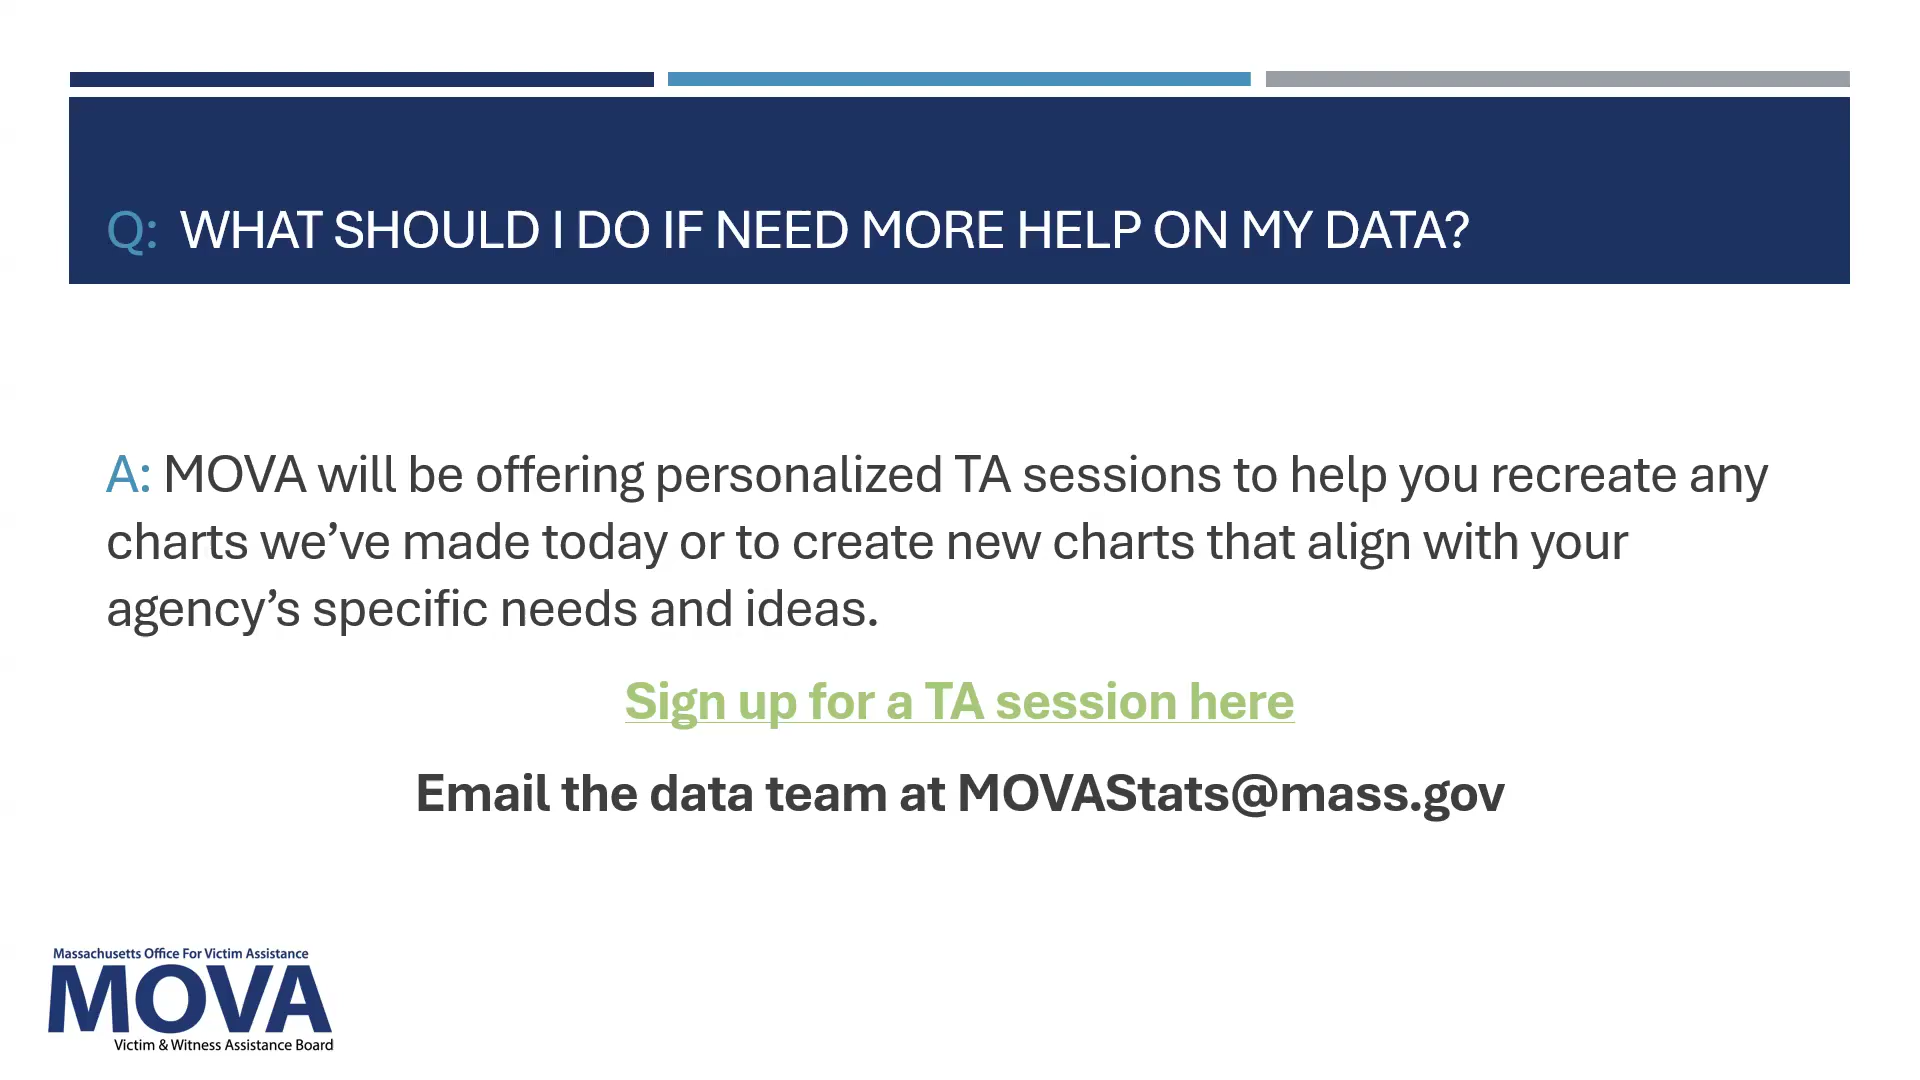 Q: WHAT SHOULD I DO IF NEED MORE HELP ON MY DATA?
A: MOVA will be offering personalized TA sessions to help you recreate any
charts we’ve made today or to create new charts that align with your
agency’s specific needs and ideas.
Sign up for a TA session here
Email the data team at MOVAStats@mass.gov
Massachusetts Office For Victim Assistance
MOVA
Victim & Witness Assistance Board